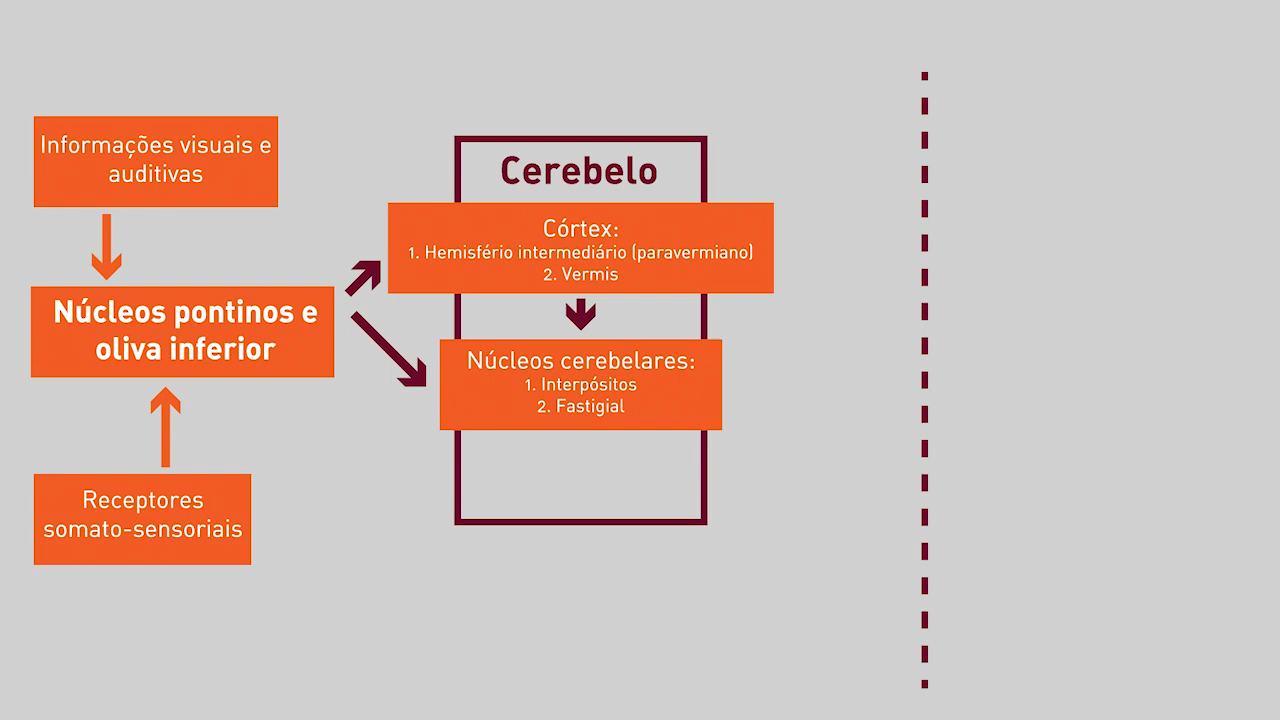 Informações visuais e
auditivas
Núcleos pontinos e
oliva inferior
Receptores
somato-sensoriais
Cerebelo
Córtex:
1. Hemisfério intermediário (paravermiano)
2. Vermis
Núcleos cerebelares:
1. Interpósitos
2. Fastigial